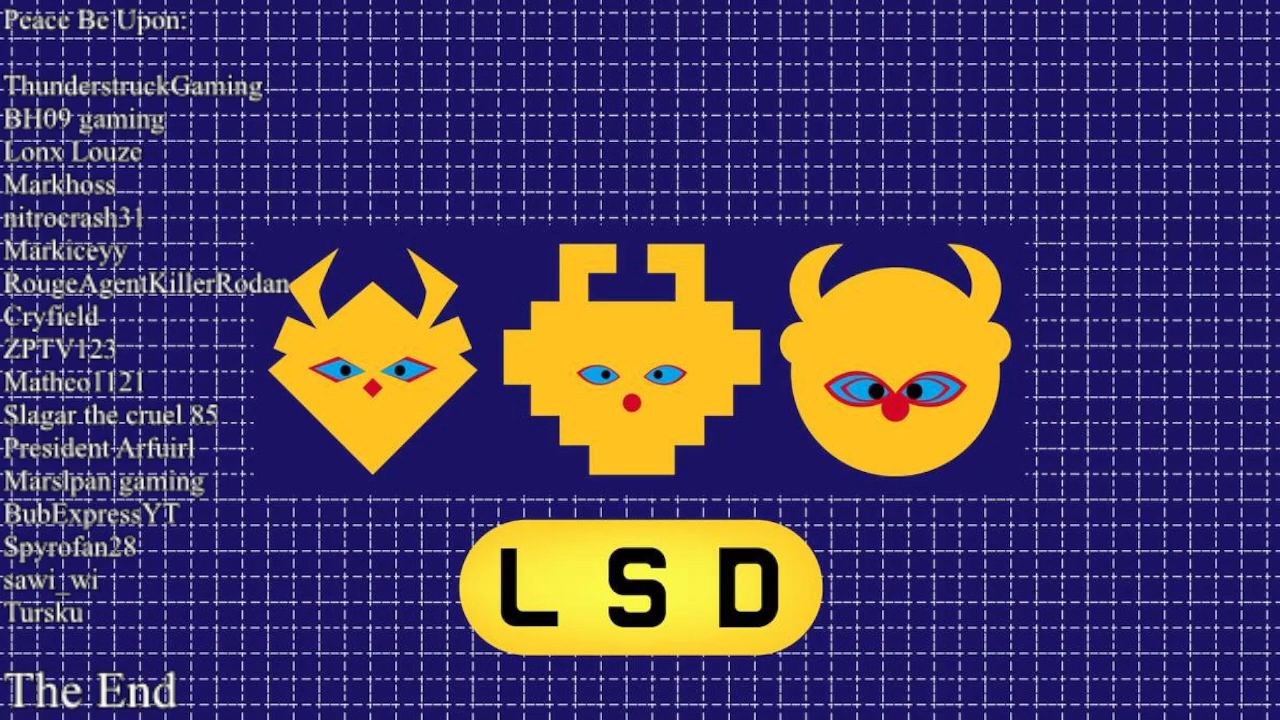 Peace Be Upon:
ThunderstruckGaming
BH09 gaming
Lonx Louze
Markhoss
nitrocrash31
Markiceyy
RougeAgentKillerRodan
Cryfield
ZPTV123
Matheo1121
Slagar the cruel 85
President Arfuirl
Marslpan gaming
BubExpressYT
Spyrofan28
sawi_wi
Tursku
The End
L S D